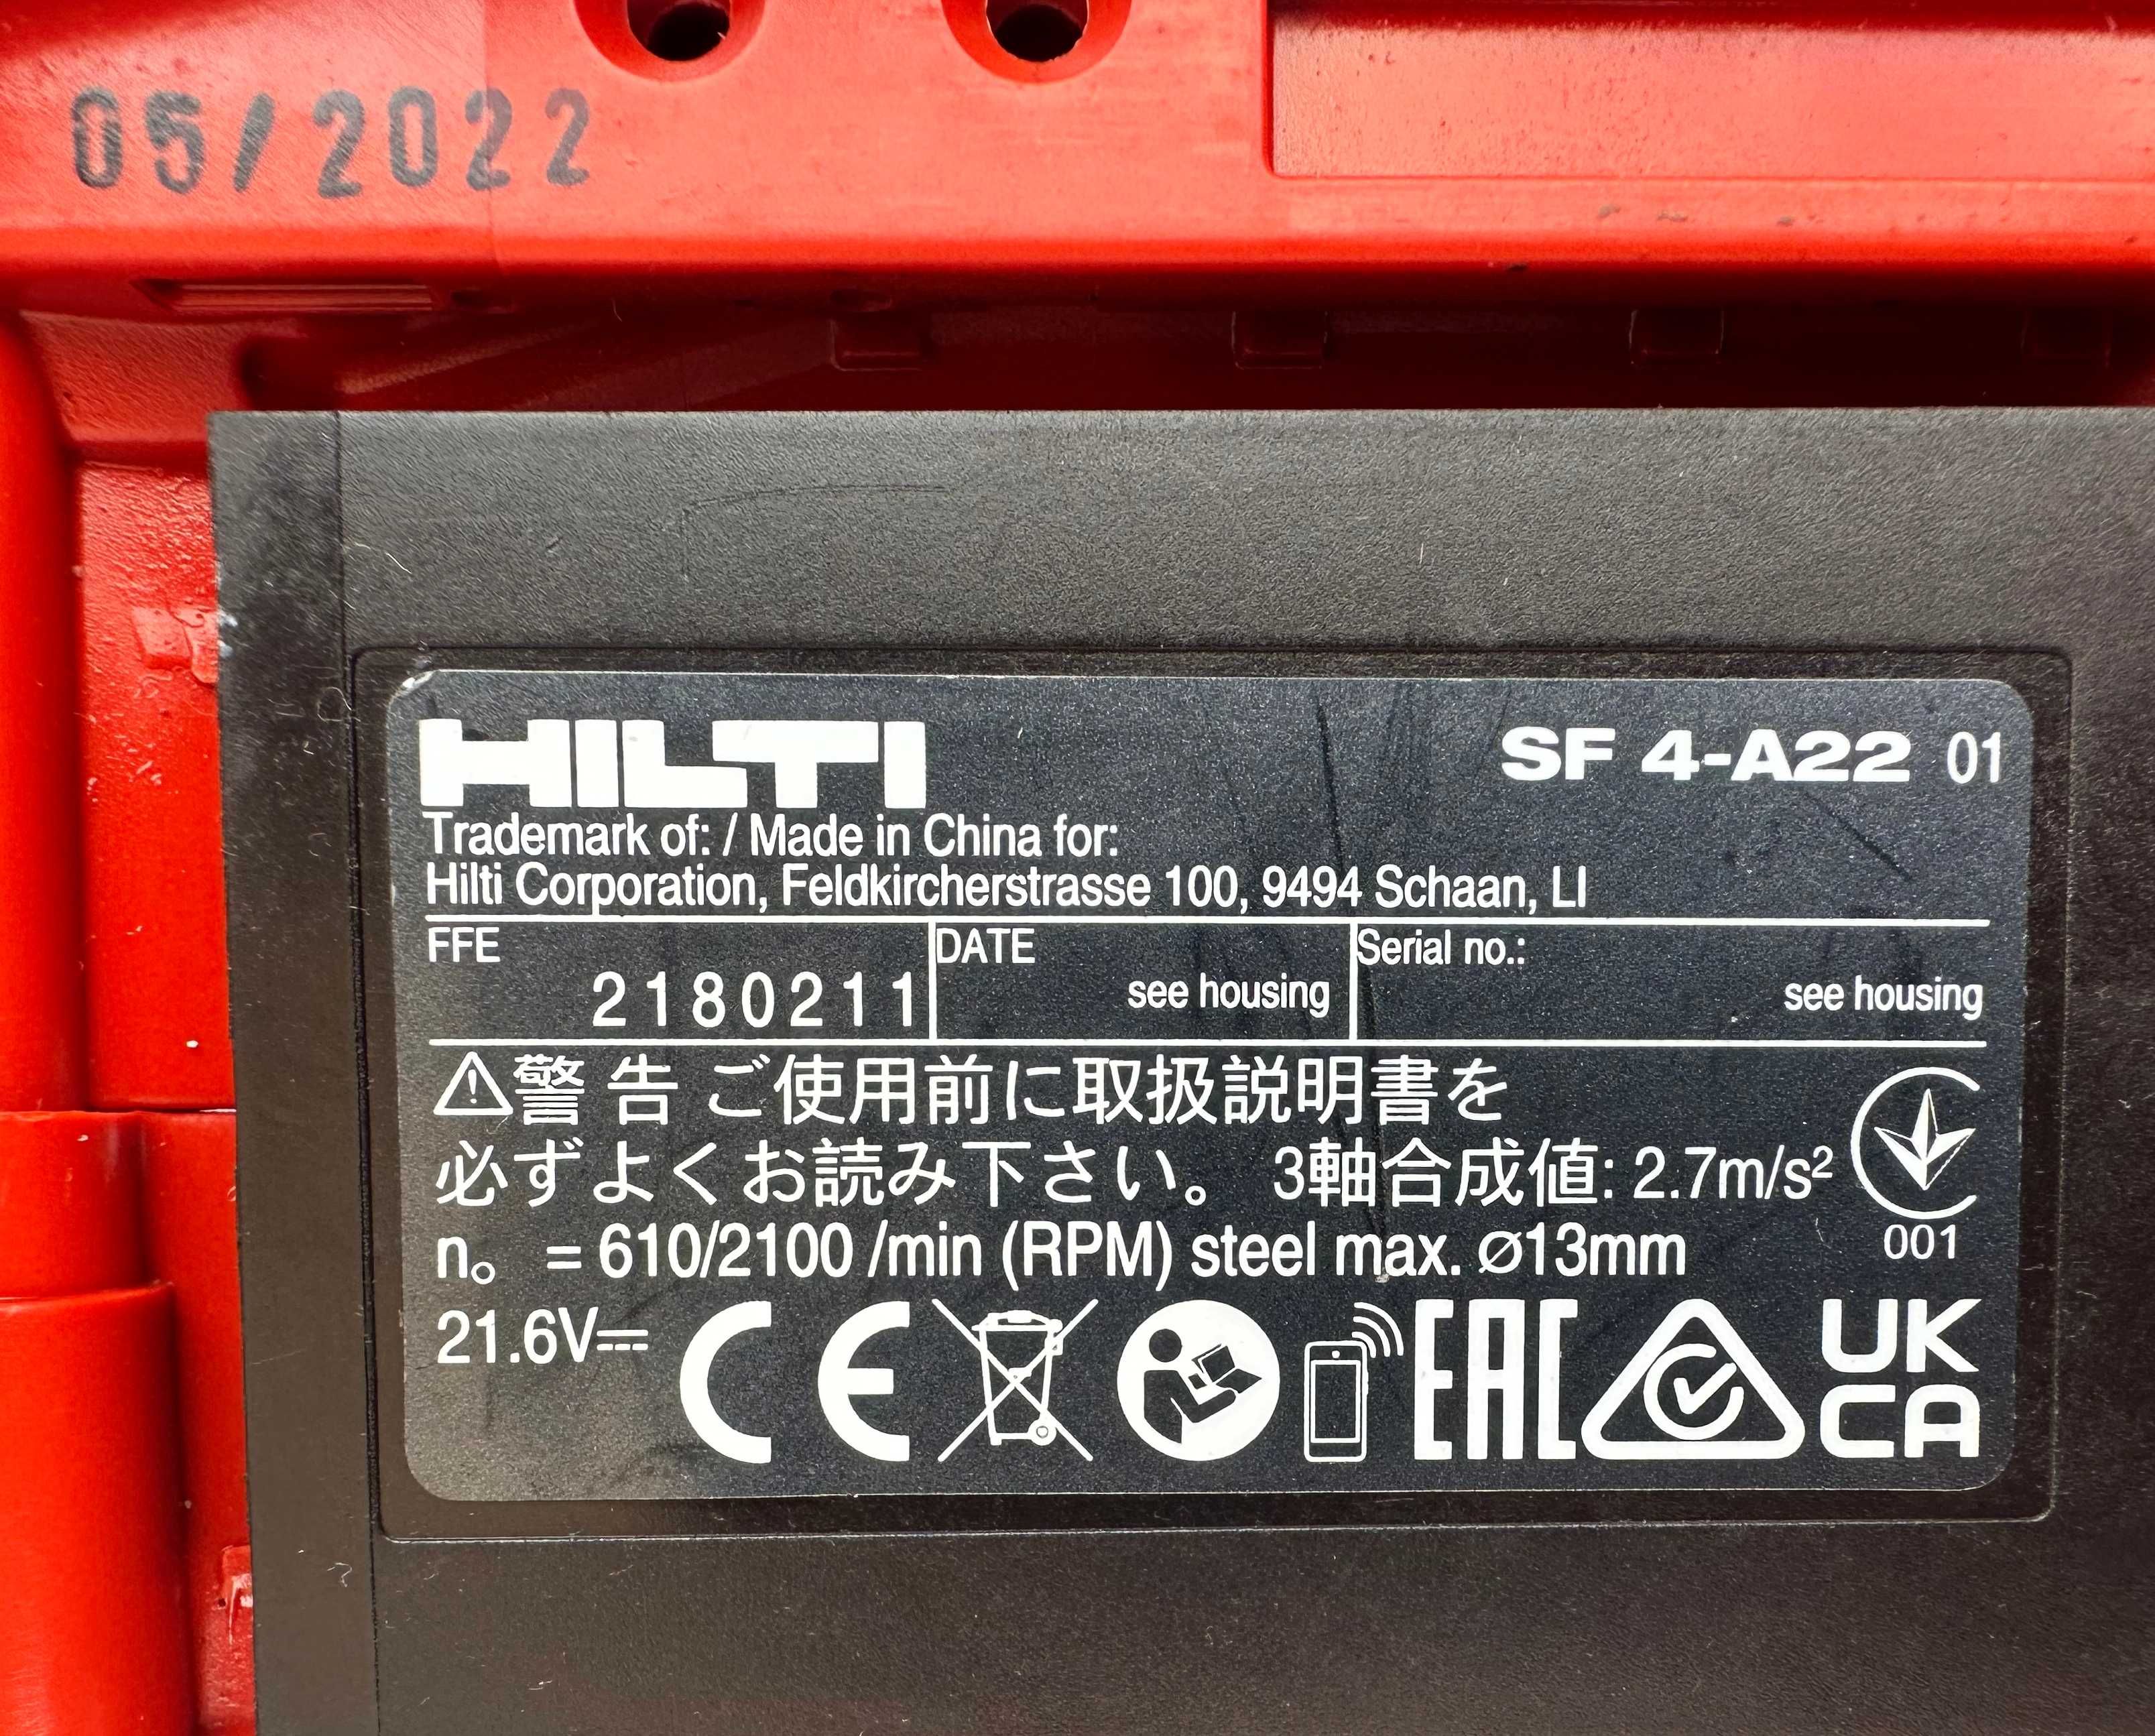 05/2022
HILTI SF 4-A22 01
Trademark of: / Made in China for:
Hilti Corporation, Feldkircherstrasse 100, 9494 Schaan, LI
FFE DATE Serial no.:
2180211 see housing see housing
警 告 ご使用前に取扱説明書を
必ずよくお読み下さい。 3軸合成値: 2.7m/s²
n。 = 610/2100 /min (RPM) steel max. ⌀13mm
001
21.6V⎓ CE EAC UK
CA